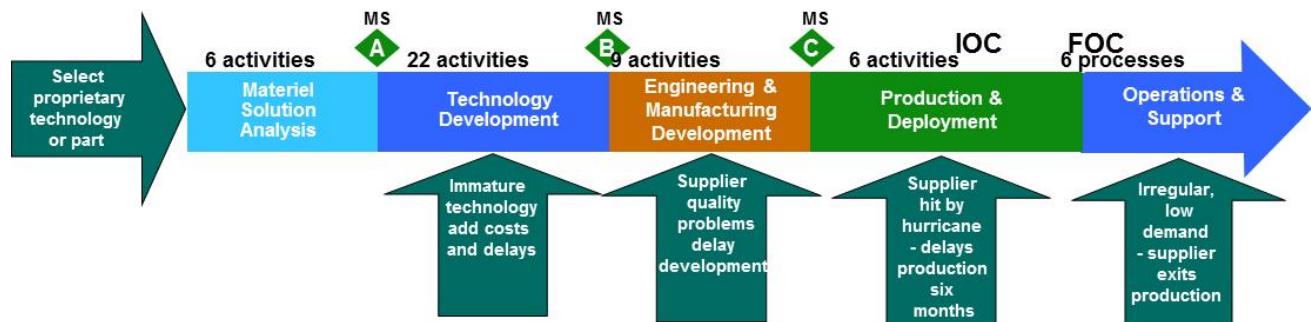 MS
MS
MS
A
B
C
IOC
FOC
6 activities
22 activities
9 activities
6 activities
6 processes
Select
proprietary
technology
or part
Materiel
Solution
Analysis
Technology
Development
Engineering &
Manufacturing
Development
Production &
Deployment
Operations &
Support
Immature
technology
add costs
and delays
Supplier
quality
problems
delay
development
Supplier
hit by
hurricane
- delays
production
six
months
Irregular,
low
demand
- supplier
exits
production